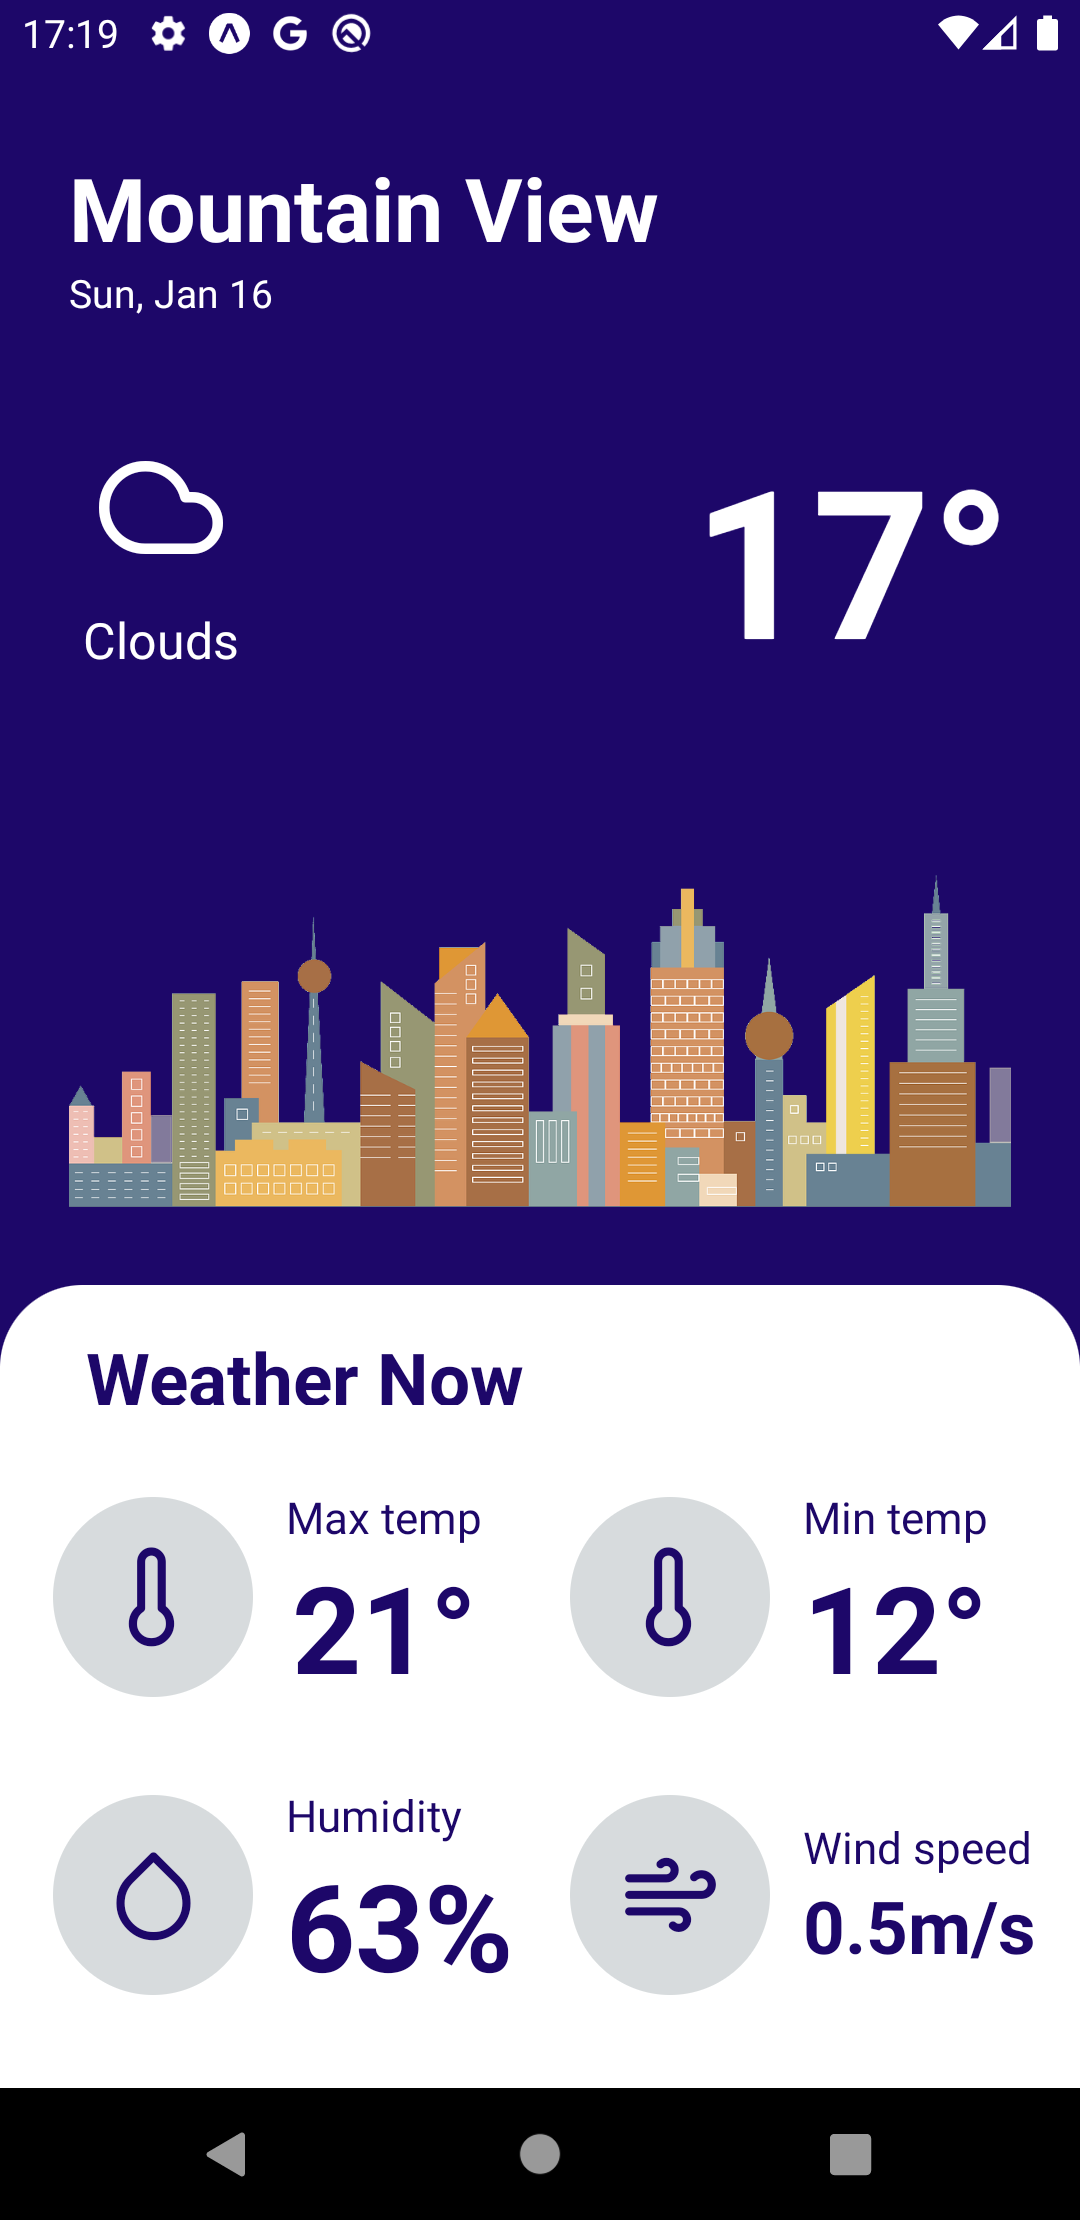 17:19
Mountain View
Sun, Jan 16
17°
Clouds
Weather Now
Max temp
21°
Min temp
12°
Humidity
63%
Wind speed
0.5m/s